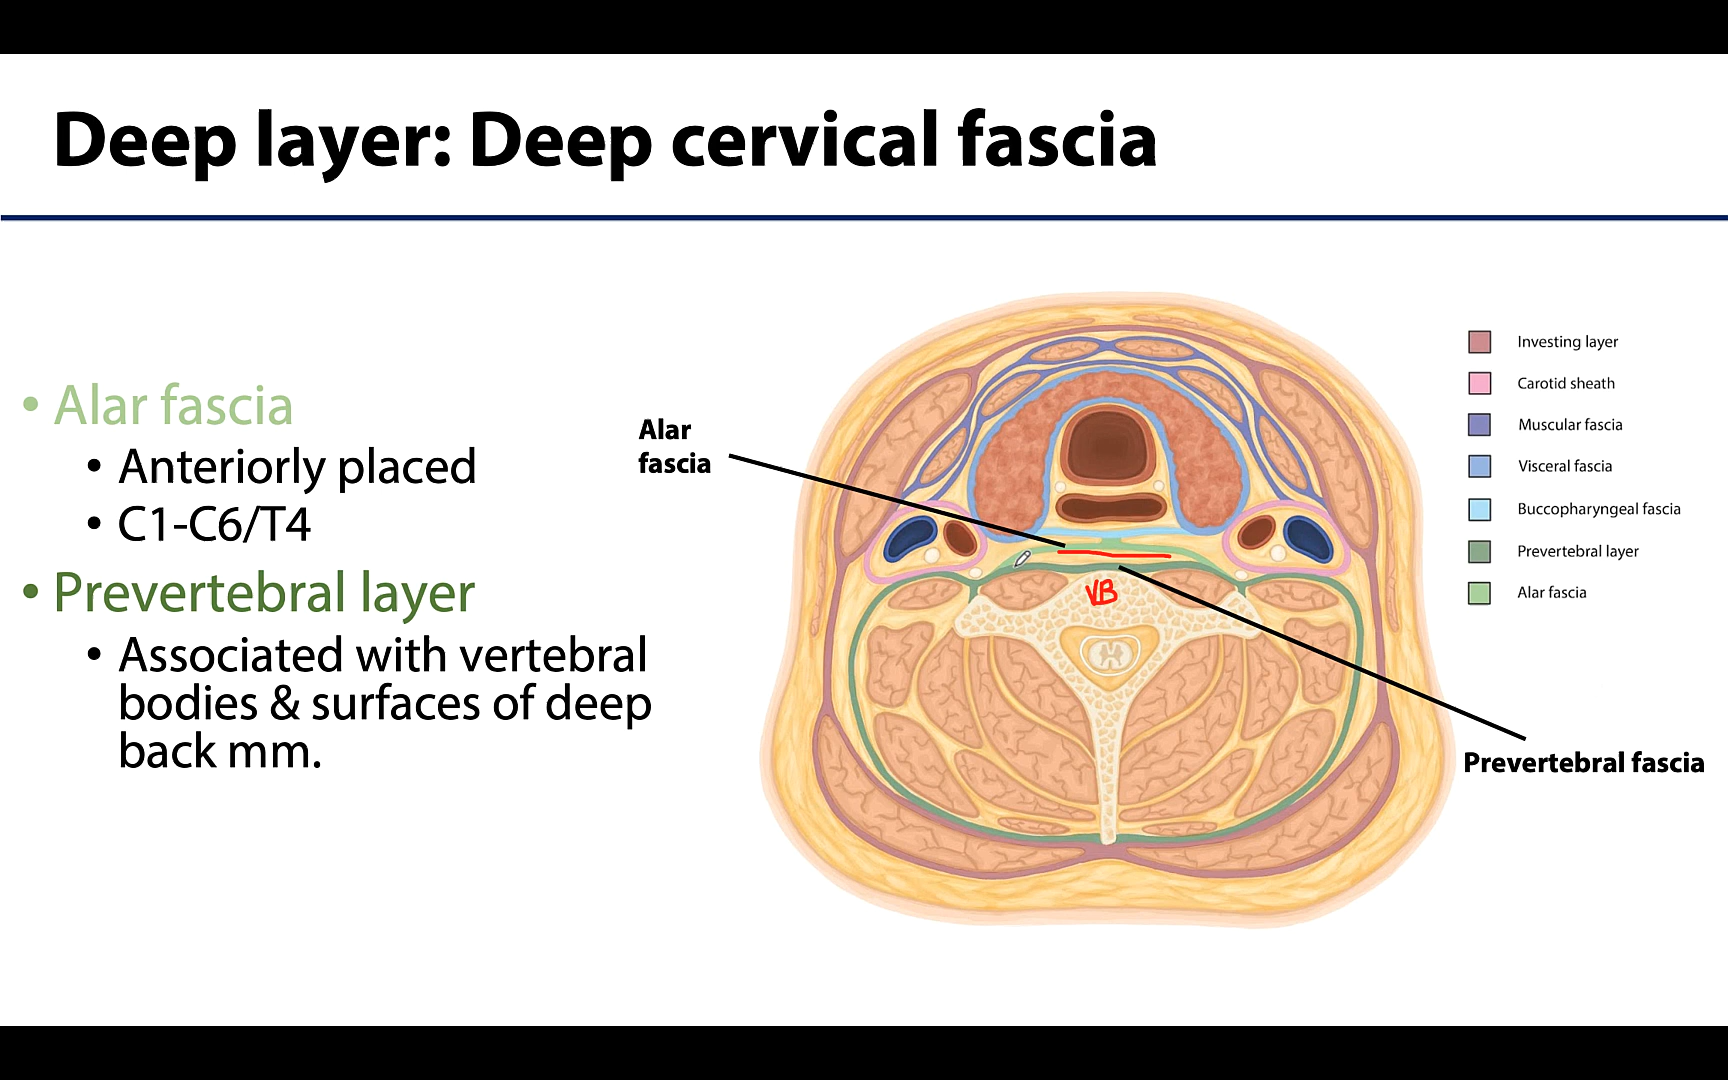 Deep layer: Deep cervical fascia
• Alar fascia
• Anteriorly placed
• C1-C6/T4
• Prevertebral layer
• Associated with vertebral
bodies & surfaces of deep
back mm.
Alar
fascia
VB
Prevertebral fascia
Investing layer
Carotid sheath
Muscular fascia
Visceral fascia
Buccopharyngeal fascia
Prevertebral layer
Alar fascia